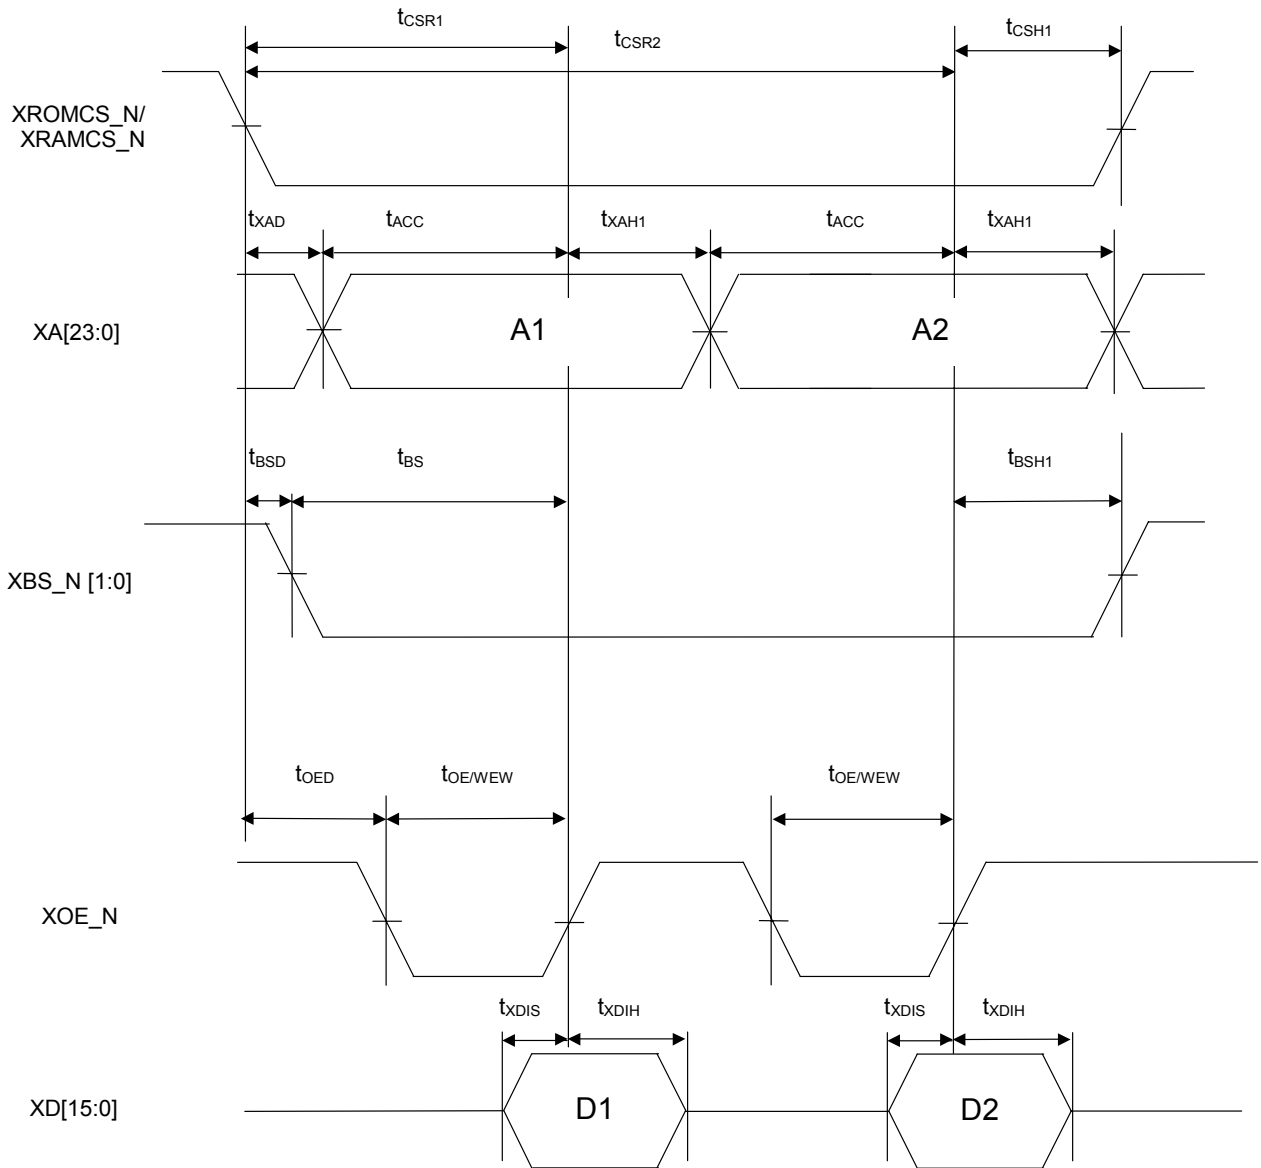 tCSR1
tCSR2
tCSH1
XROMCS_N/
XRAMCS_N
tXAD
tACC
tXAH1
tACC
tXAH1
XA[23:0]
A1
A2
tBSD
tBS
tBSH1
XBS_N [1:0]
tOED
tOE/WEW
tOE/WEW
XOE_N
tXDIS
tXDIH
tXDIS
tXDIH
XD[15:0]
D1
D2